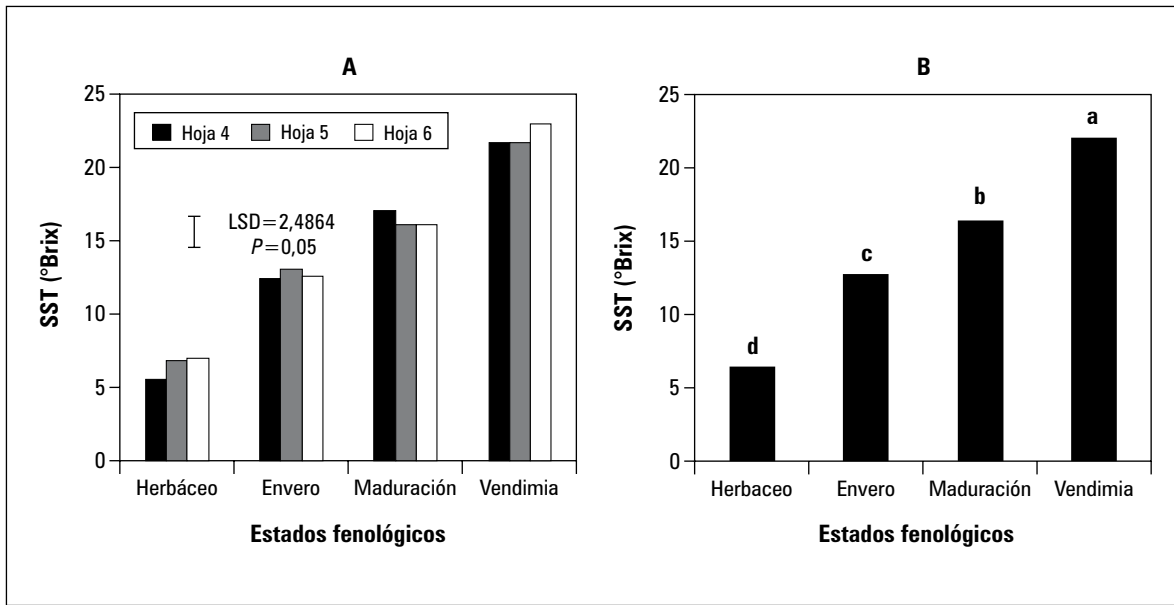 A
25
20
15
10
5
0
SST (°Brix)
Hoja 4 Hoja 5 Hoja 6
LSD=2,4864
P=0,05
Herbáceo Envero Maduración Vendimia
Estados fenológicos
B
25
20
15
10
5
0
SST (°Brix)
d
c
b
a
Herbaceo Envero Maduración Vendimia
Estados fenológicos